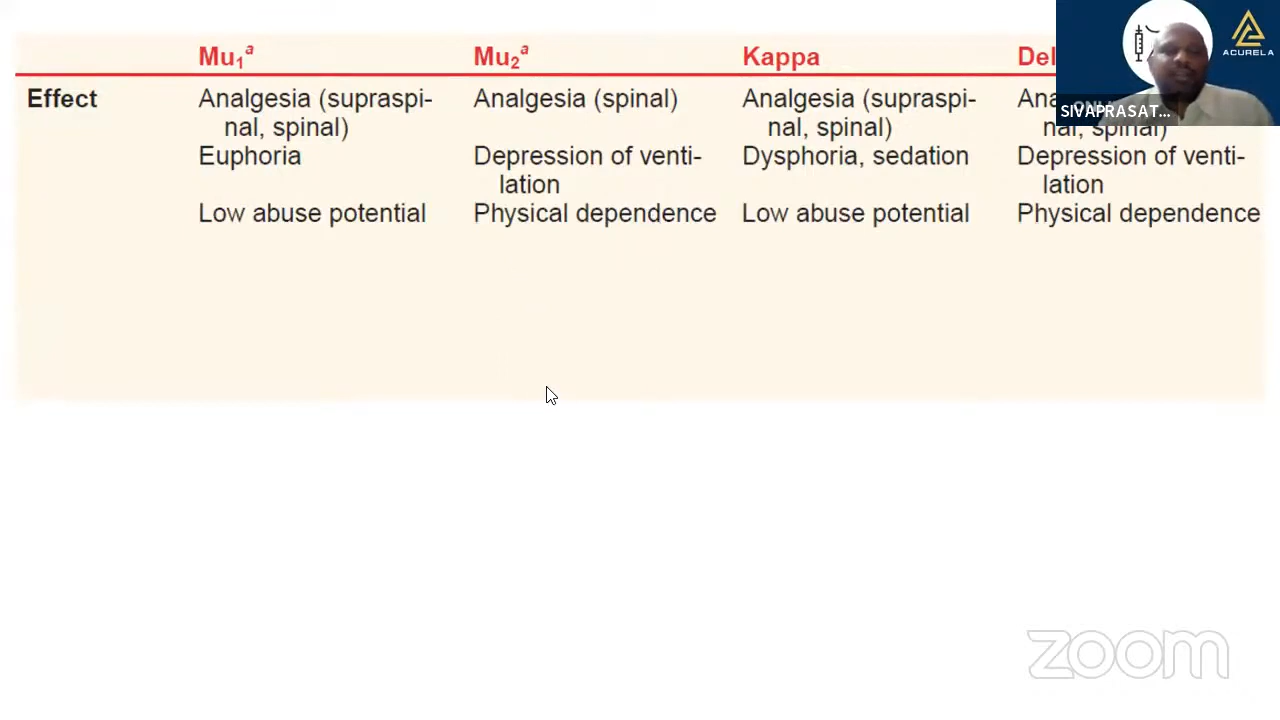 Mu1a Mu2a Kappa Del
Effect Analgesia (supraspi- Analgesia (spinal) Analgesia (supraspi- Ana
nal, spinal) nal, spinal) nal, spinal)
Euphoria Depression of venti- Dysphoria, sedation Depression of venti-
lation lation
Low abuse potential Physical dependence Low abuse potential Physical dependence
ACURELA
SIVAPRASAT...
zoom